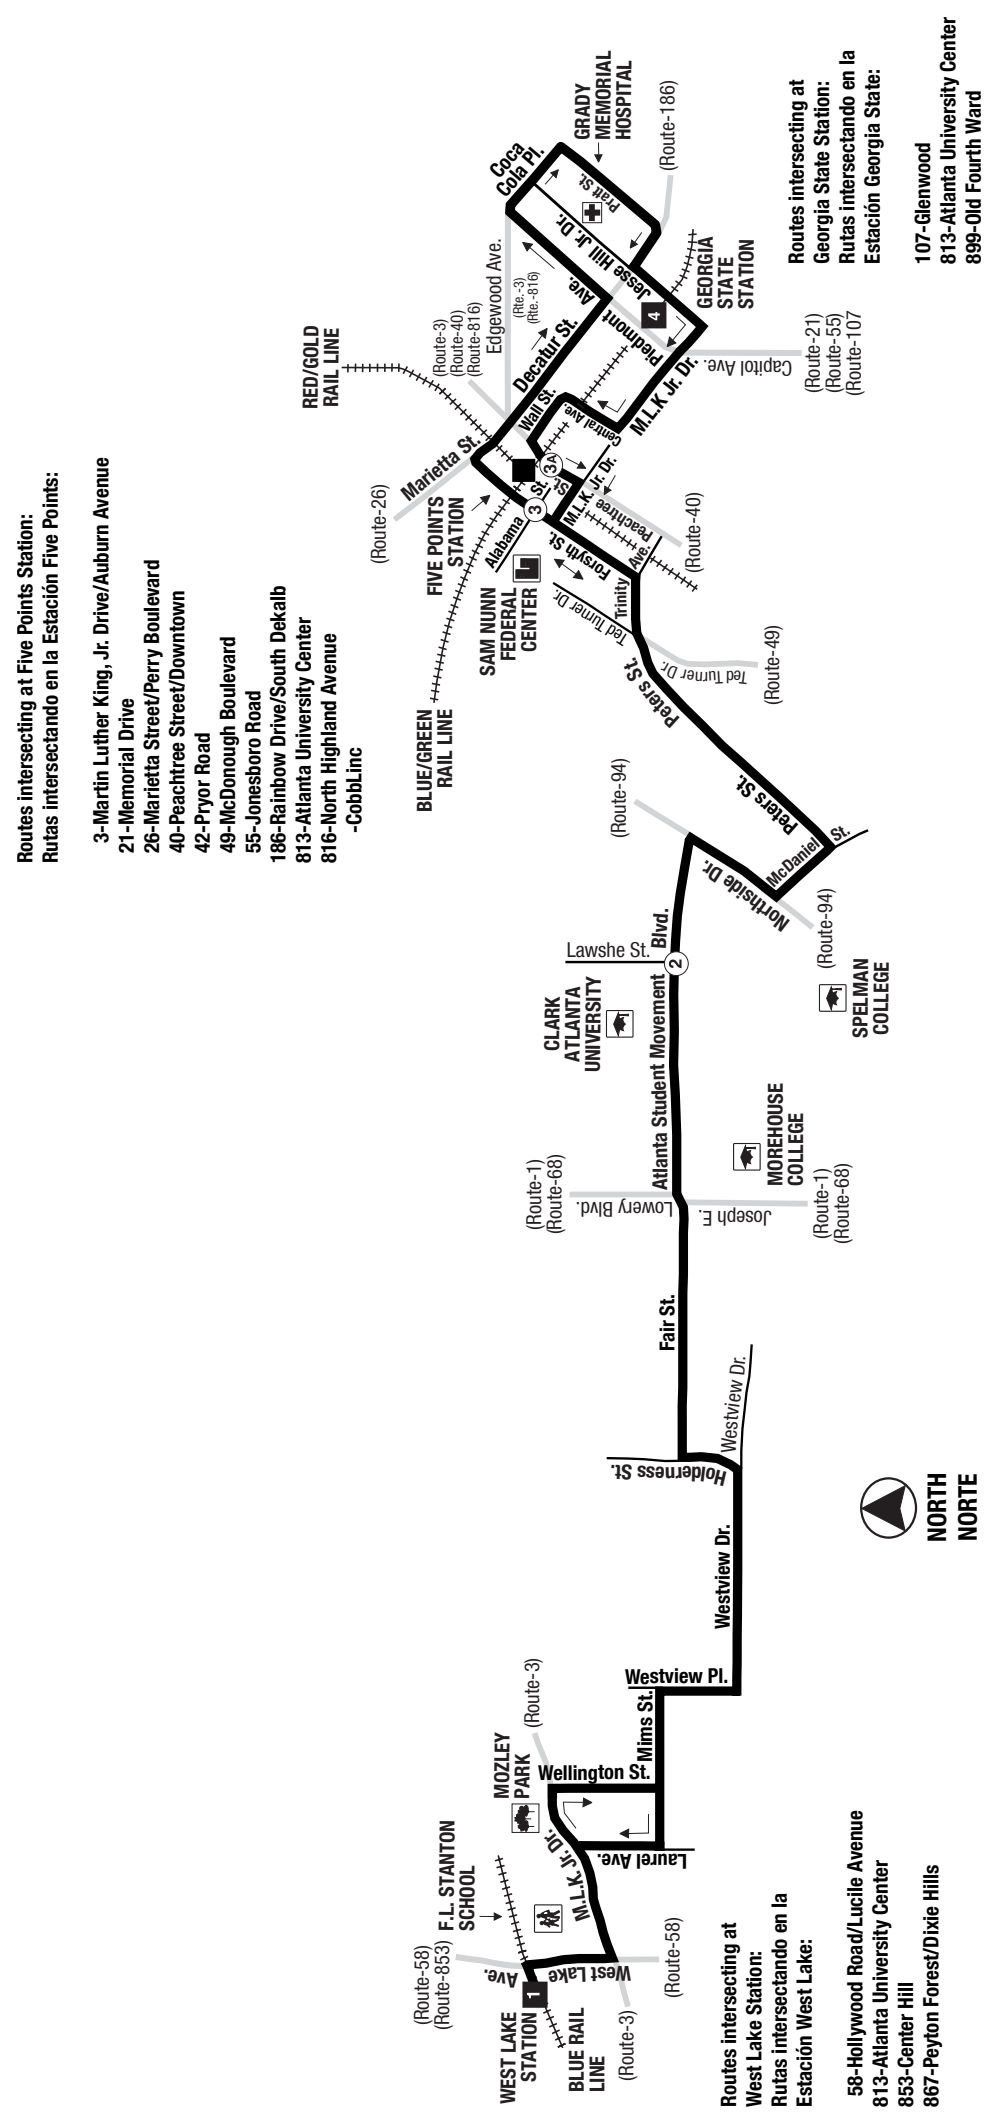 Routes intersecting at Five Points Station:
Rutas intersectando en la Estación Five Points:
3-Martin Luther King, Jr. Drive/Auburn Avenue
21-Memorial Drive
26-Marietta Street/Perry Boulevard
40-Peachtree Street/Downtown
42-Pryor Road
49-McDonough Boulevard
55-Jonesboro Road
186-Rainbow Drive/South Dekalb
813-Atlanta University Center
816-North Highland Avenue
-CobbLinc
RED/GOLD
RAIL LINE
BLUE/GREEN
RAIL LINE
(Route-26)
Marietta St.
FIVE POINTS
STATION
SAM NUNN
FEDERAL
CENTER
Alabama
St.
3
3A
St.
Forsyth St.
M.L.K Jr. Dr.
Peachtree
(Route-40)
Trinity
Ave.
Ted Turner Dr.
Ted Turner Dr.
(Route-49)
Peters St.
Peters St.
McDaniel
St.
Northside Dr.
(Route-94)
(Route-94)
(Route-3)
(Route-40)
(Route-816)
Edgewood Ave.
(Rte.-3)
(Rte.-816)
Decatur St.
Wall St.
Central Ave.
M.L.K Jr. Dr.
Piedmont
Ave.
Jesse Hill Jr. Dr.
Coca
Cola Pl.
Pratt St.
GRADY
MEMORIAL
HOSPITAL
(Route-186)
4
GEORGIA
STATE
STATION
Capitol Ave.
(Route-21)
(Route-55)
(Route-107
Routes intersecting at
Georgia State Station:
Rutas intersectando en la
Estación Georgia State:
107-Glenwood
813-Atlanta University Center
899-Old Fourth Ward
Lawshe St.
2
Atlanta Student Movement
Blvd.
CLARK
ATLANTA
UNIVERSITY
SPELMAN
COLLEGE
MOREHOUSE
COLLEGE
(Route-1)
(Route-68)
Lowery Blvd.
Joseph E.
(Route-1)
(Route-68)
Fair St.
Holderness St.
Westview Dr.
Westview Dr.
Westview Pl.
Mims St.
Wellington St.
Laurel Ave.
(Route-3)
MOZLEY
PARK
M.L.K. Jr. Dr.
F.L. STANTON
SCHOOL
(Route-58)
(Route-853)
West Lake
Ave.
1
WEST LAKE
STATION
BLUE RAIL
LINE
(Route-3)
(Route-58)
Routes intersecting at
West Lake Station:
Rutas intersectando en la
Estación West Lake:
58-Hollywood Road/Lucile Avenue
813-Atlanta University Center
853-Center Hill
867-Peyton Forest/Dixie Hills
NORTH
NORTE